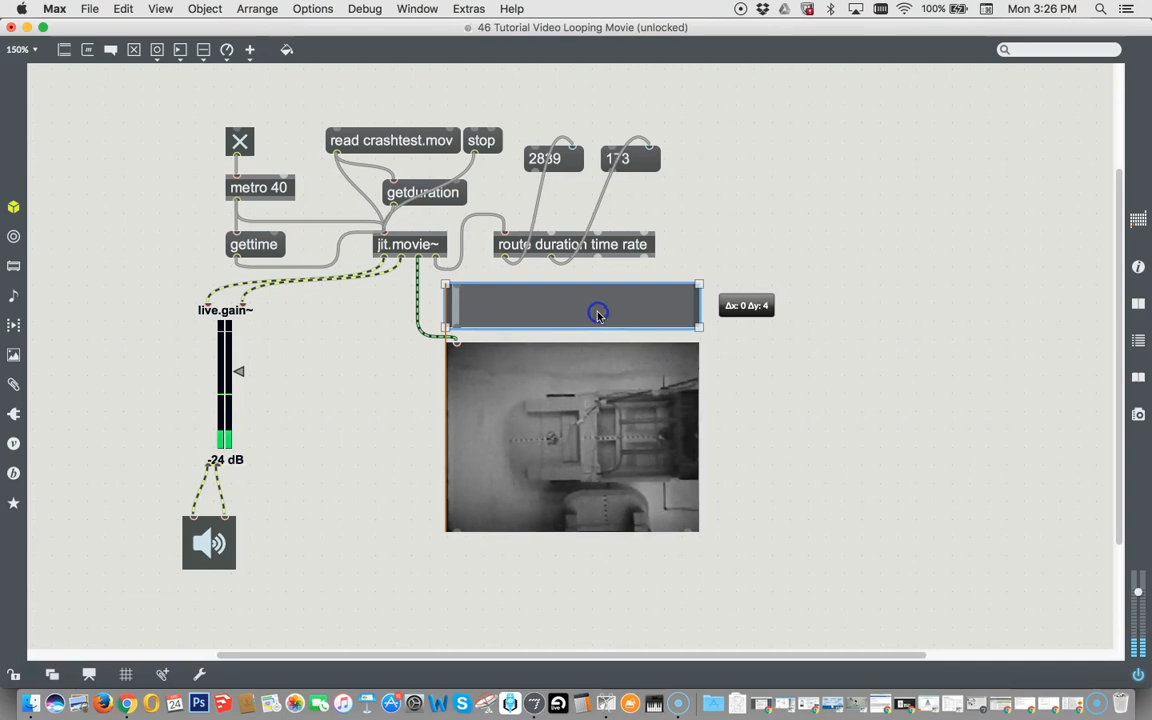 Max File Edit View Object Arrange Options Debug Window Extras Help 100% Mon 3:26 PM
46 Tutorial Video Looping Movie (unlocked)
150%
read crashtest.mov stop 2839 173
metro 40 getduration
gettime jit.movie~ route duration time rate
live.gain~ Δx: 0 Δy: 4
-24 dB